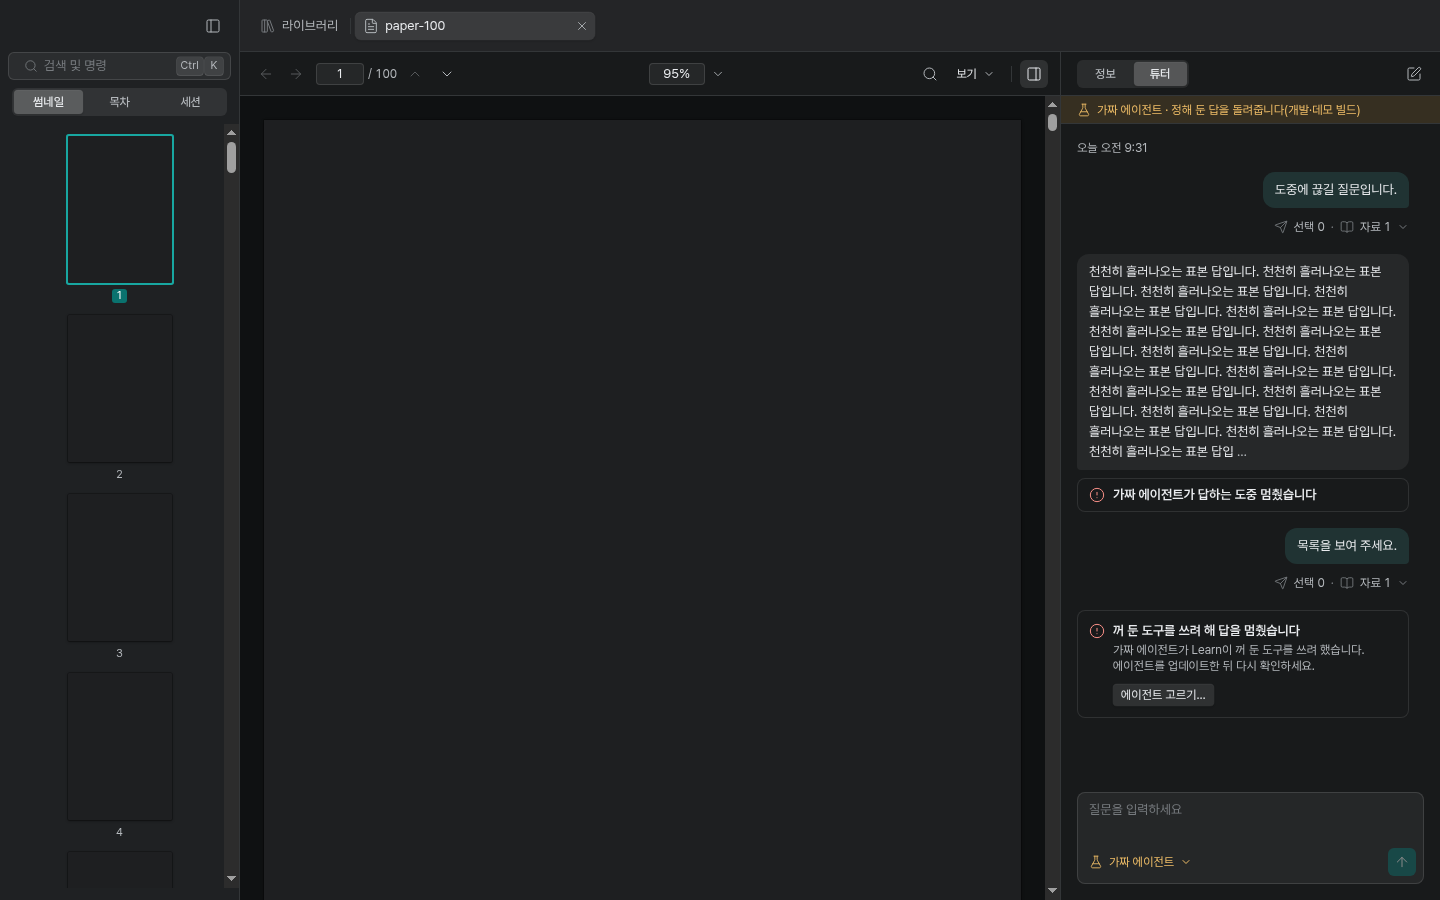 라이브러리
paper-100
검색 및 명령
Ctrl K
썸네일
목차
세션
1
2
3
4
1 / 100
95%
보기
정보
튜터
가짜 에이전트 · 정해 둔 답을 돌려줍니다(개발·데모 빌드)
오늘 오전 9:31
도중에 끊길 질문입니다.
선택 0 · 자료 1
천천히 흘러나오는 표본 답입니다. 천천히 흘러나오는 표본
답입니다. 천천히 흘러나오는 표본 답입니다. 천천히
흘러나오는 표본 답입니다. 천천히 흘러나오는 표본 답입니다.
천천히 흘러나오는 표본 답입니다. 천천히 흘러나오는 표본
답입니다. 천천히 흘러나오는 표본 답입니다. 천천히
흘러나오는 표본 답입니다. 천천히 흘러나오는 표본 답입니다.
천천히 흘러나오는 표본 답입니다. 천천히 흘러나오는 표본
답입니다. 천천히 흘러나오는 표본 답입니다. 천천히
흘러나오는 표본 답입니다. 천천히 흘러나오는 표본 답입니다.
천천히 흘러나오는 표본 답입 …
가짜 에이전트가 답하는 도중 멈췄습니다
목록을 보여 주세요.
선택 0 · 자료 1
꺼 둔 도구를 쓰려 해 답을 멈췄습니다
가짜 에이전트가 Learn이 꺼 둔 도구를 쓰려 했습니다.
에이전트를 업데이트한 뒤 다시 확인하세요.
에이전트 고르기…
질문을 입력하세요
가짜 에이전트